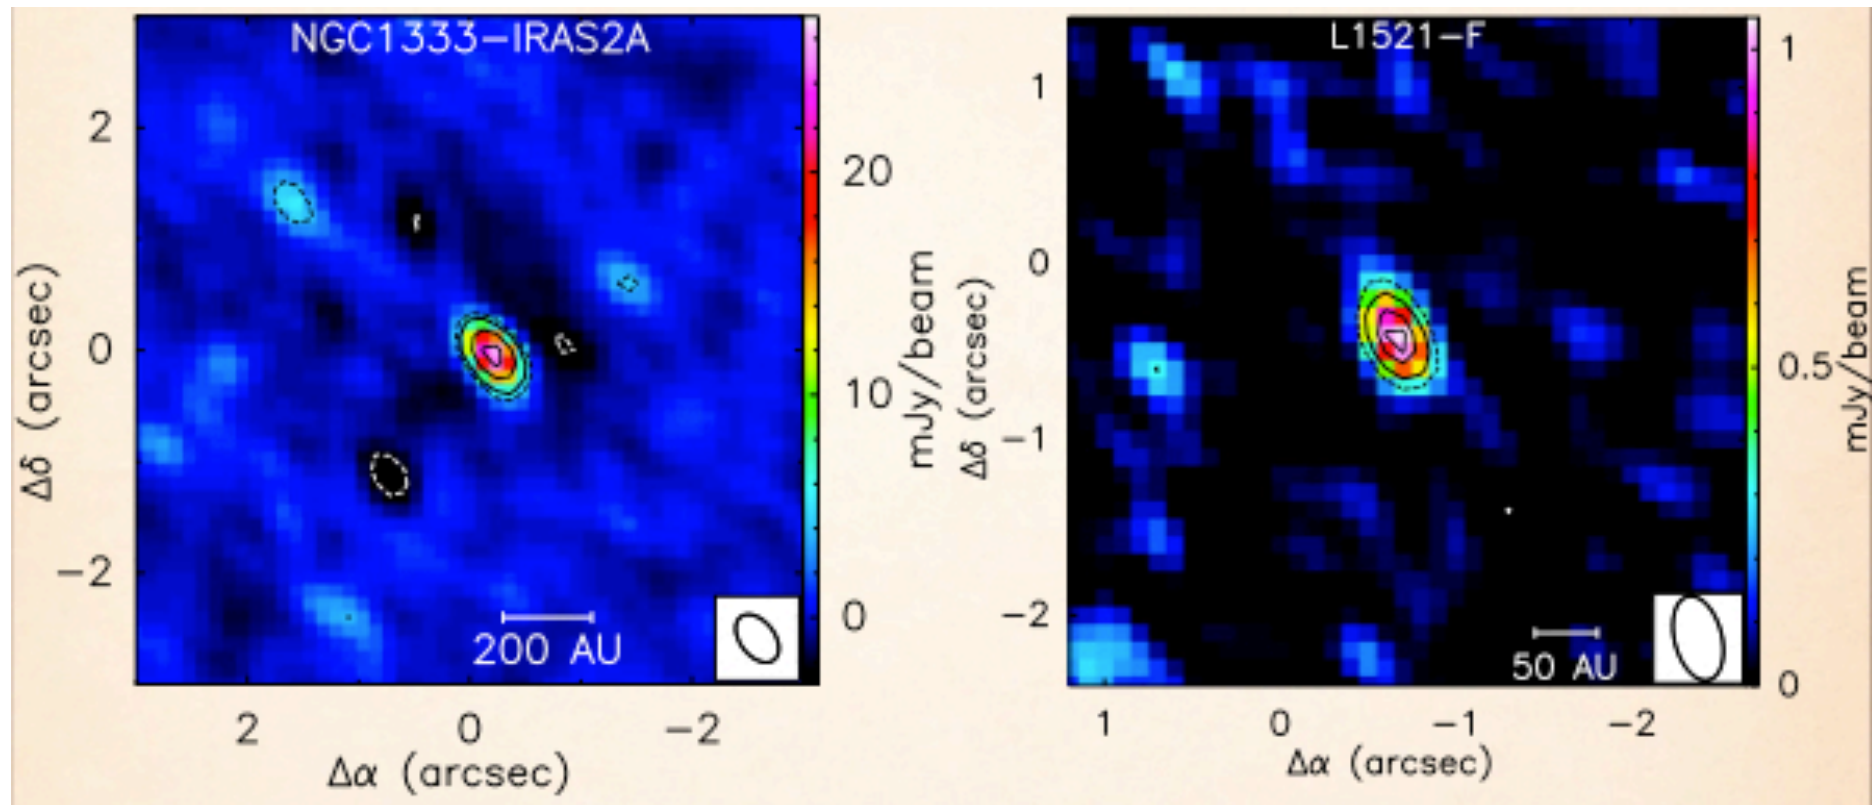 NGC1333-IRAS2A
2
0
-2
Δδ (arcsec)
200 AU
2
0
-2
Δα (arcsec)
20
10
0
mJy/beam
L1521-F
1
0
-1
-2
Δδ (arcsec)
50 AU
1
0
-1
-2
Δα (arcsec)
1
0.5
0
mJy/beam